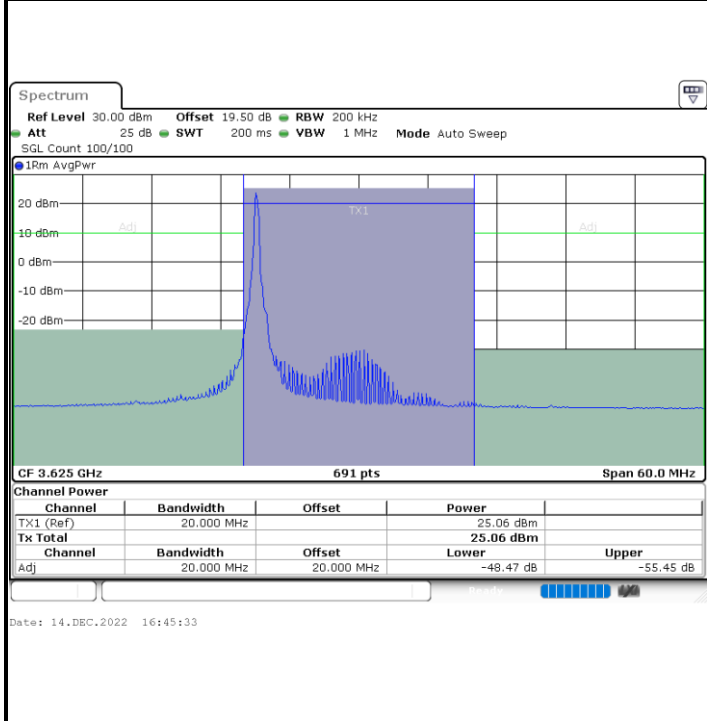 Spectrum
Ref Level 30.00 dBm Offset 19.50 dB RBW 200 kHz
Att 25 dB SWT 200 ms VBW 1 MHz Mode Auto Sweep
SGL Count 100/100
1Rm AvgPwr
20 dBm
TX1
Adj
Adj
10 dBm
0 dBm
-10 dBm
-20 dBm
CF 3.625 GHz 691 pts Span 60.0 MHz
Channel Power
Channel Bandwidth Offset Power
TX1 (Ref) 20.000 MHz 25.06 dBm
Tx Total 25.06 dBm
Channel Bandwidth Offset Lower Upper
Adj 20.000 MHz 20.000 MHz -48.47 dB -55.45 dB
Ready
Date: 14.DEC.2022 16:45:33